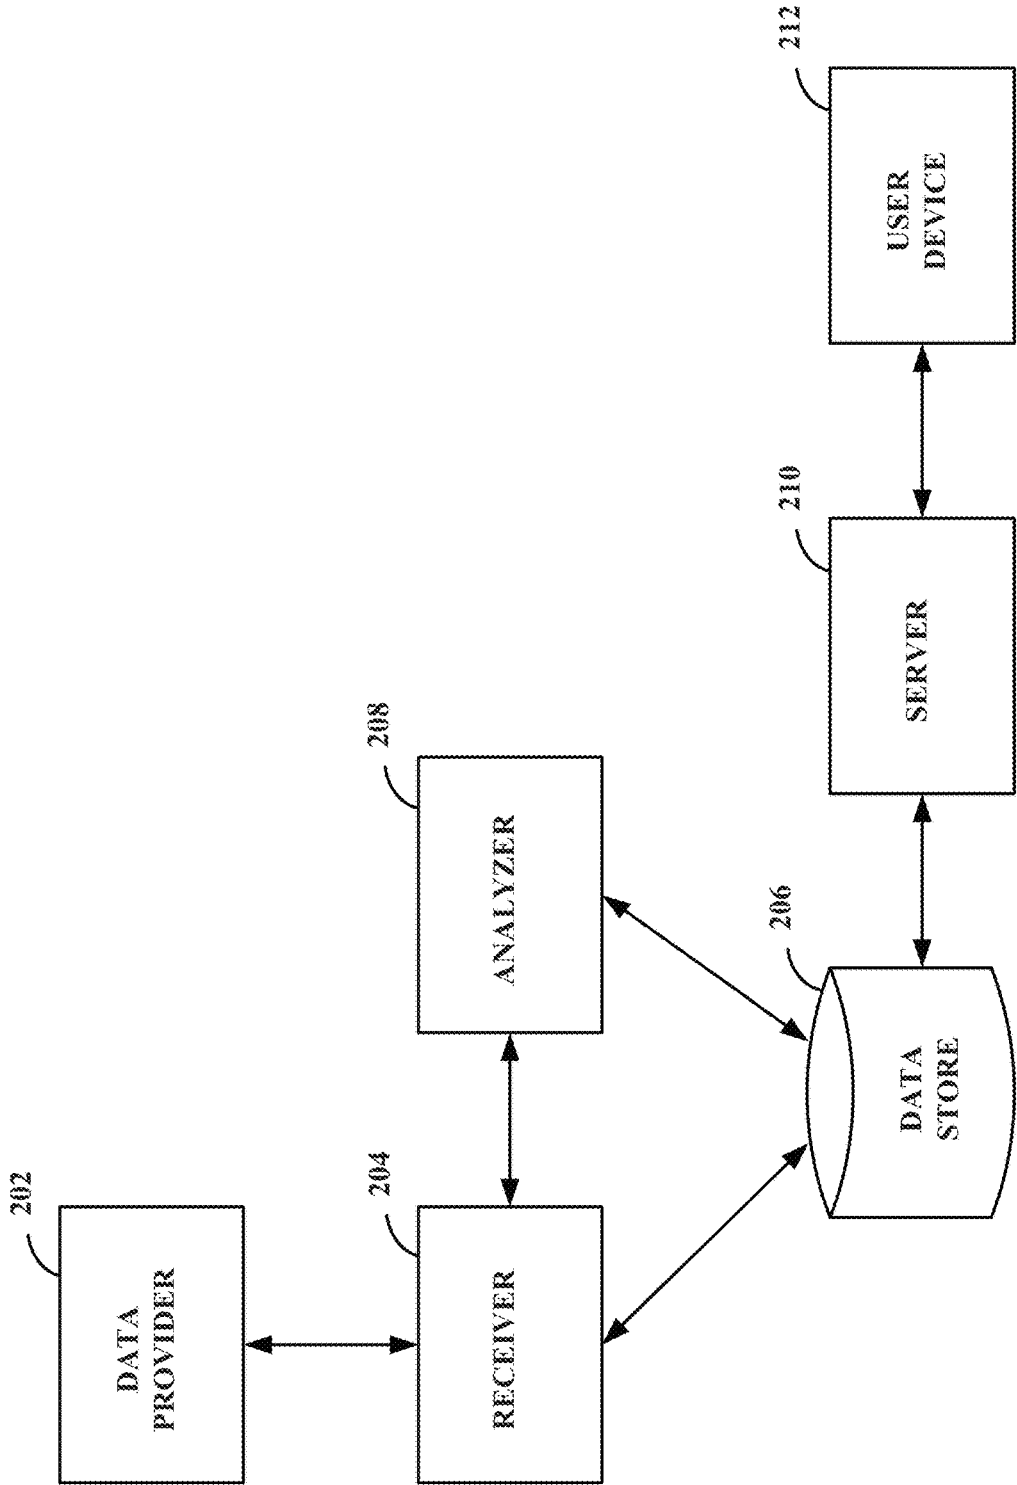 202
DATA
PROVIDER
204
RECEIVER
208
ANALYZER
206
DATA
STORE
210
SERVER
212
USER
DEVICE